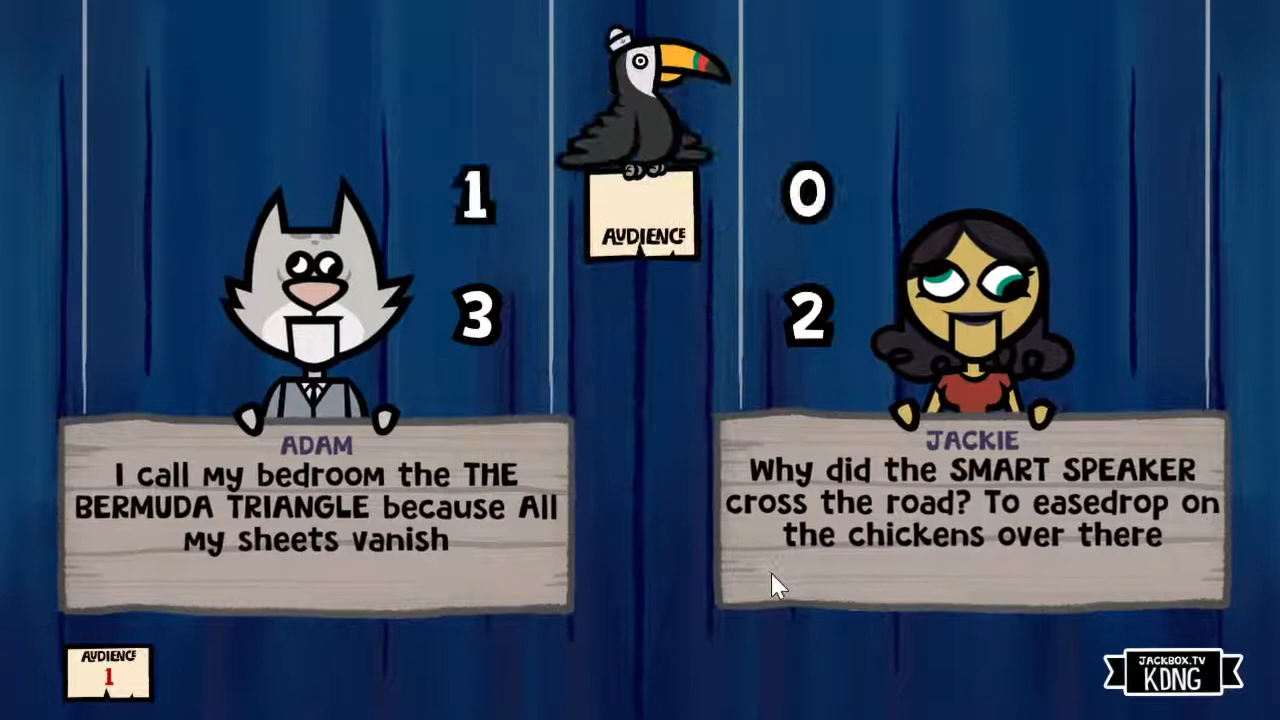 AUDIENCE
1
0
3
2
ADAM
I call my bedroom the THE
BERMUDA TRIANGLE because All
my sheets vanish
JACKIE
Why did the SMART SPEAKER
cross the road? To easedrop on
the chickens over there
AUDIENCE
1
JACKBOX.TV
KDNG